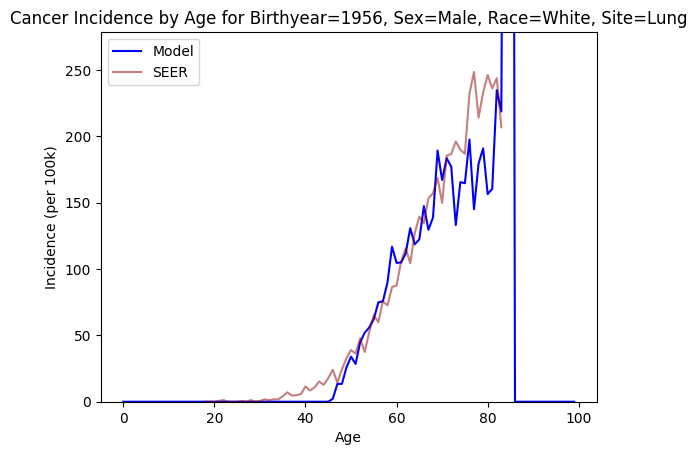 Cancer Incidence by Age for Birthyear=1956, Sex=Male, Race=White, Site=Lung
Model
SEER
250
200
150
100
50
0
Incidence (per 100k)
0 20 40 60 80 100
Age